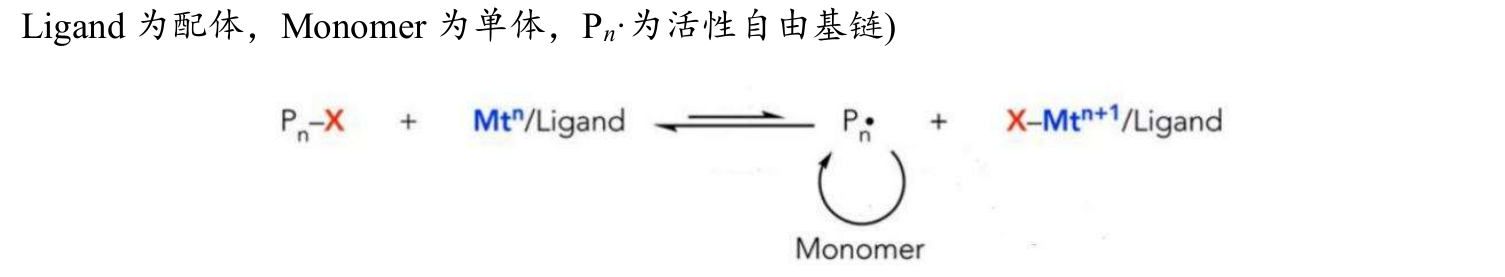 Ligand 为配体，Monomer 为单体，Pn·为活性自由基链)
Pn–X + Mtn/Ligand ⇌ Pn• + X–Mtn+1/Ligand
Monomer